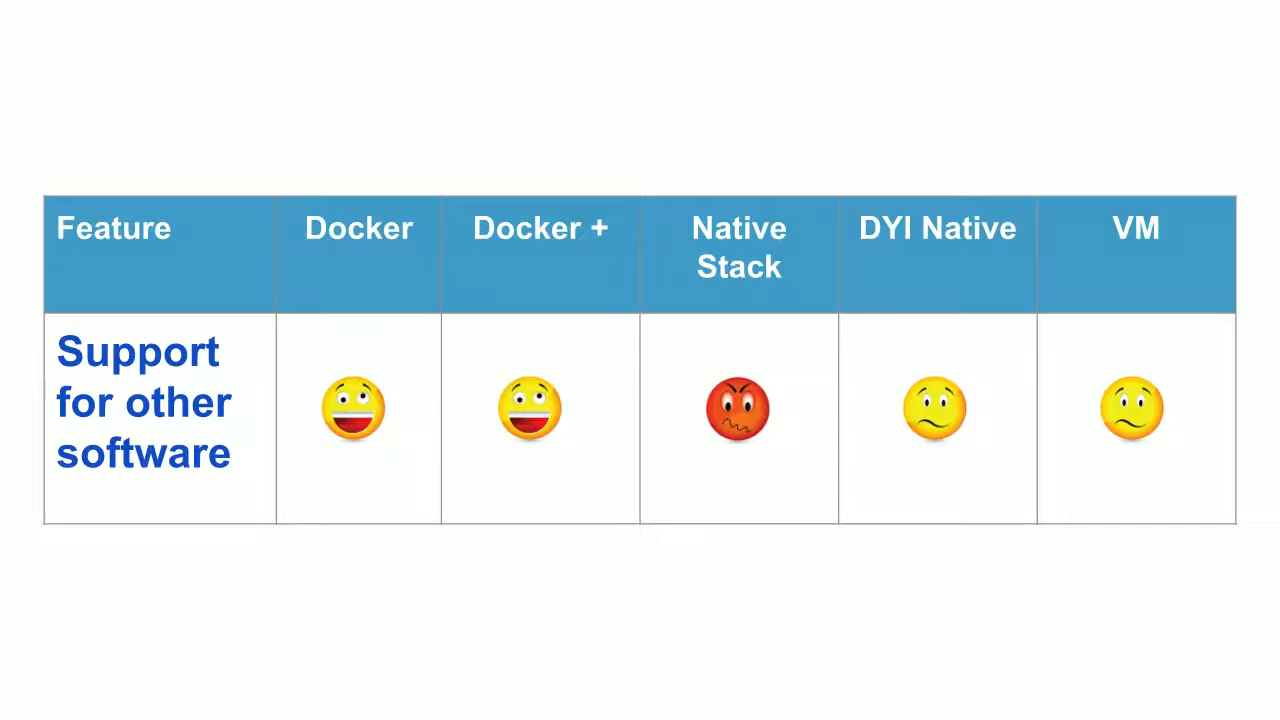 Feature
Docker
Docker +
Native
Stack
DYI Native
VM
Support
for other
software